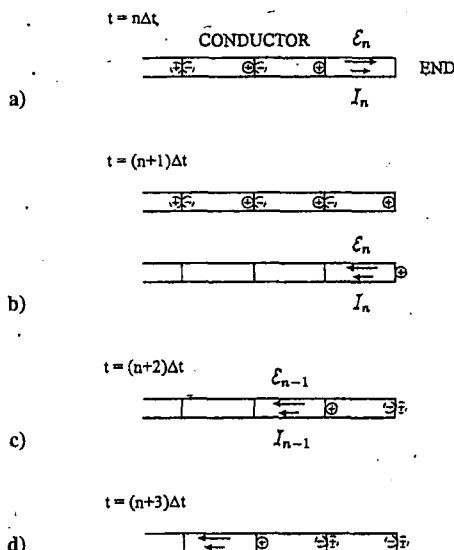 t = nΔt,
CONDUCTOR
ℰn
END
a)
In
t = (n+1)Δt
ℰn
b)
In
t = (n+2)Δt
ℰn−1
c)
In−1
t = (n+3)Δt
d)